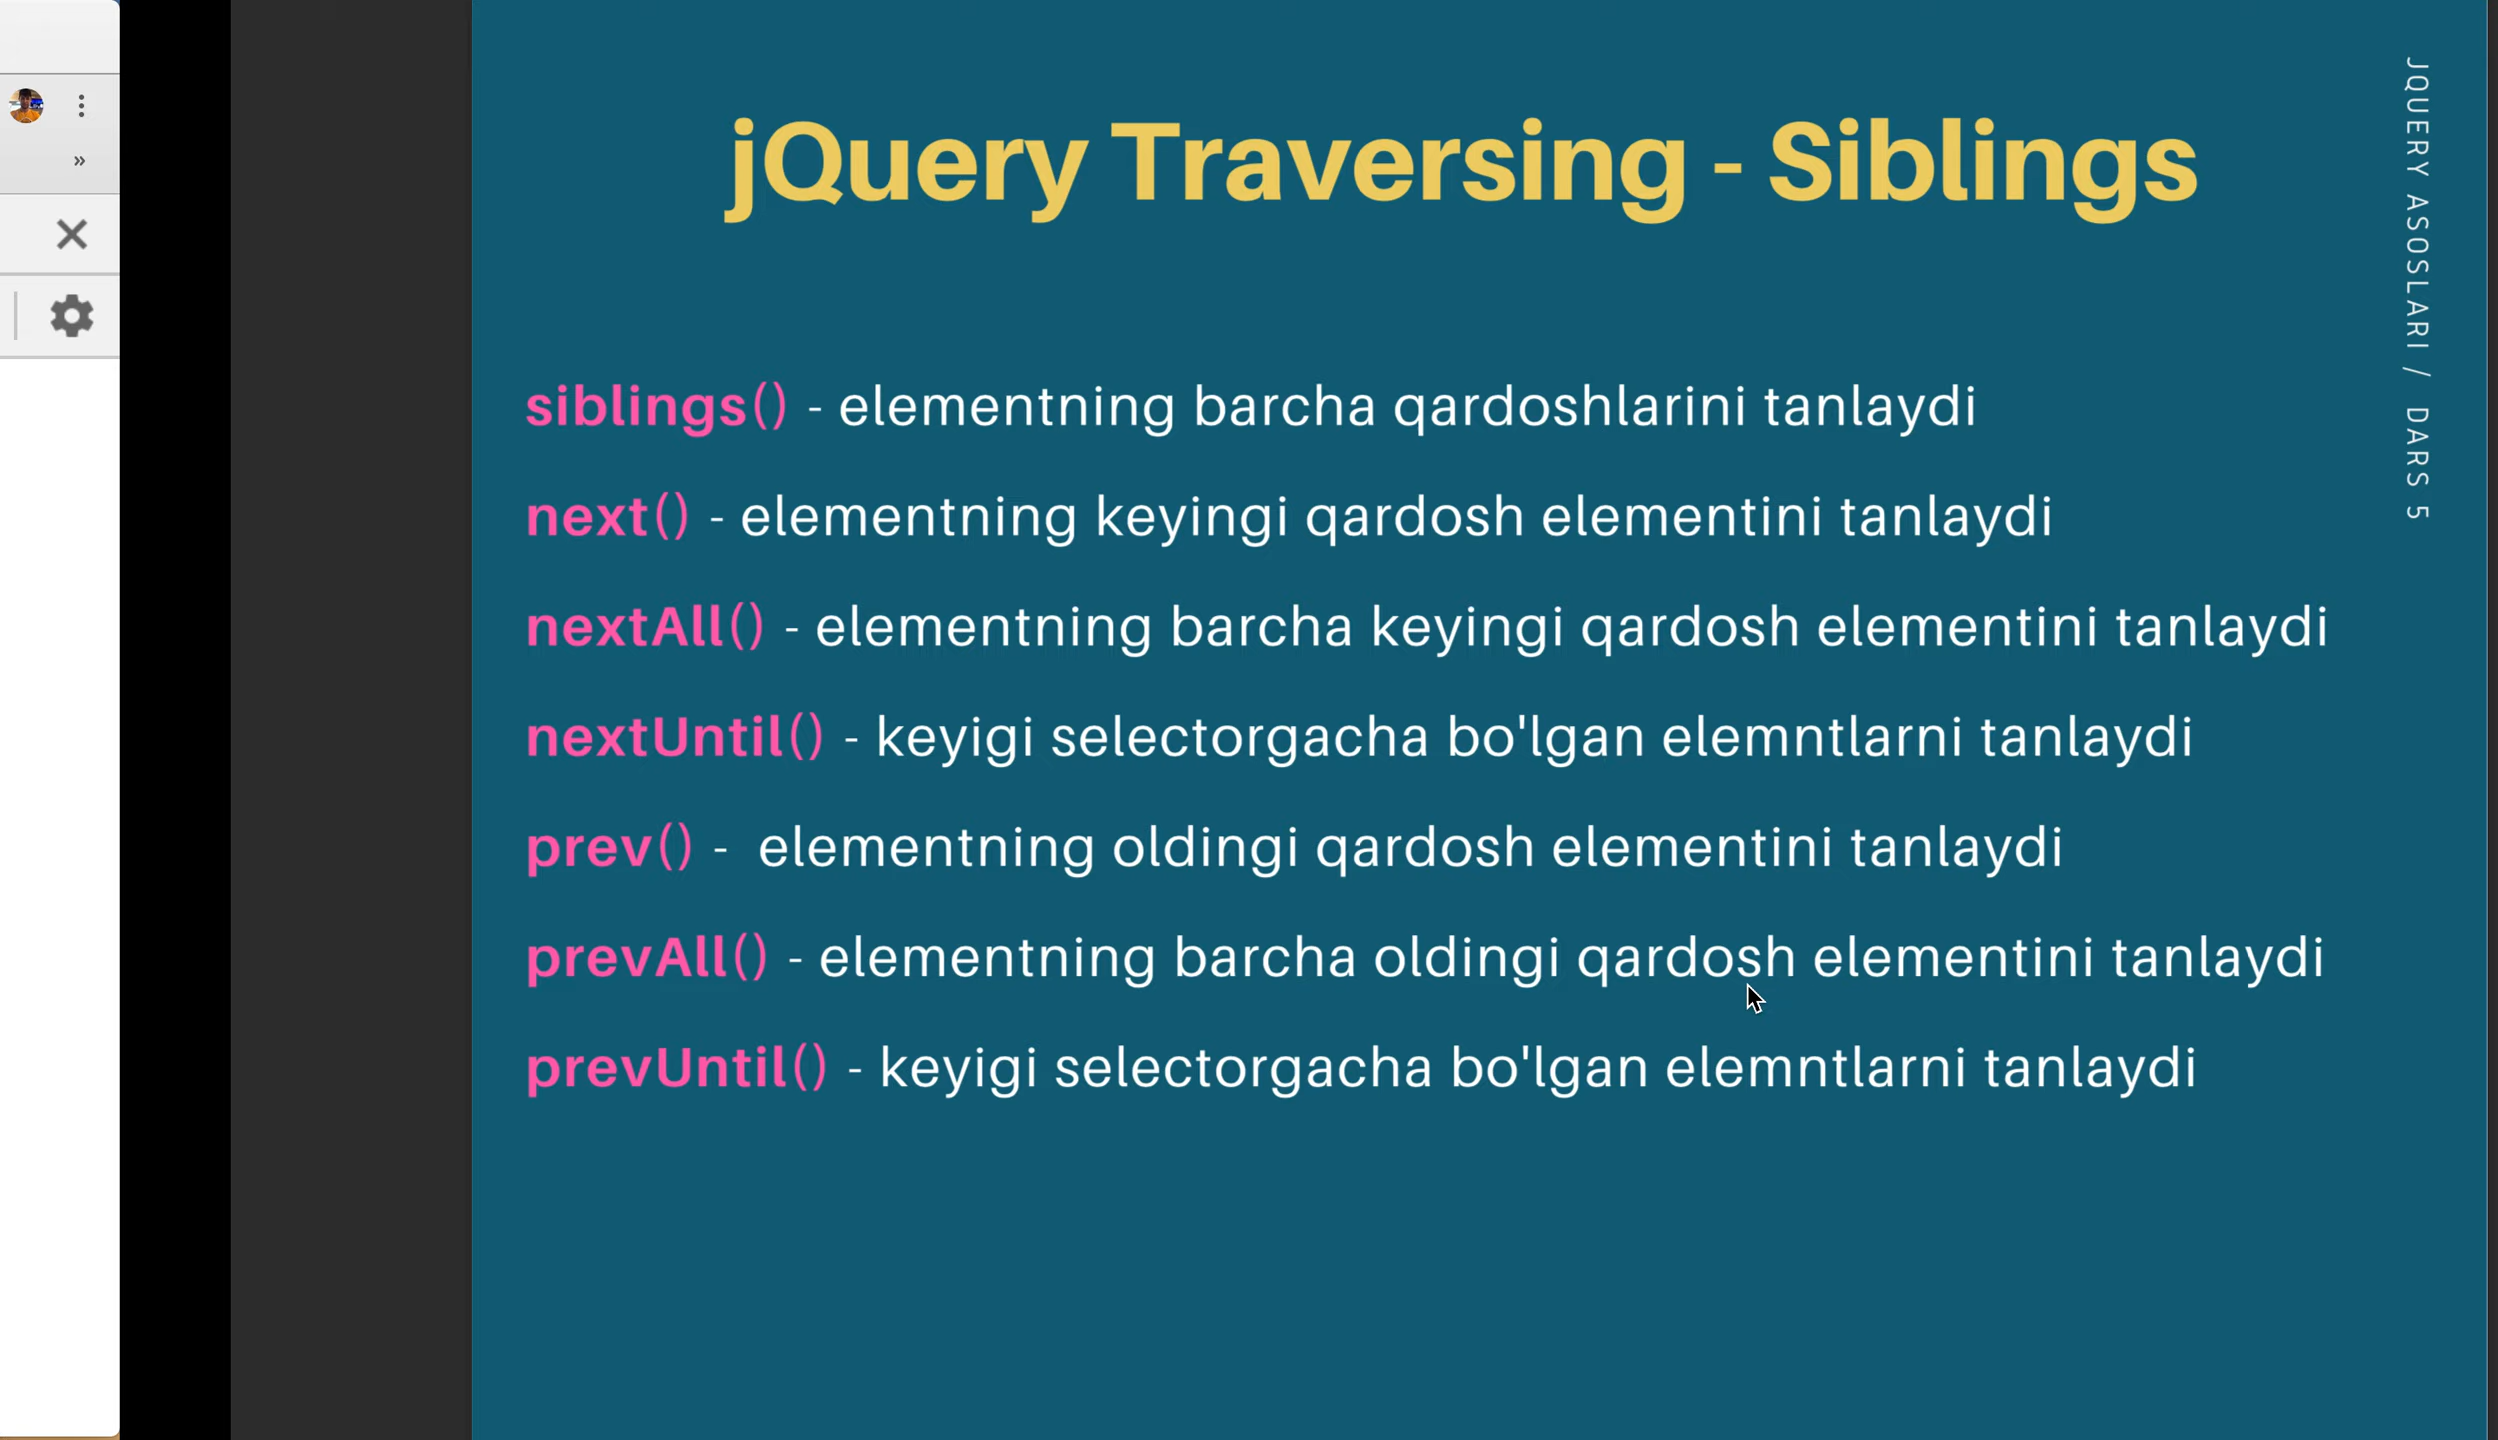 jQuery Traversing - Siblings
siblings() - elementning barcha qardoshlarini tanlaydi
next() - elementning keyingi qardosh elementini tanlaydi
nextAll() - elementning barcha keyingi qardosh elementini tanlaydi
nextUntil() - keyigi selectorgacha bo'lgan elemntlarni tanlaydi
prev() - elementning oldingi qardosh elementini tanlaydi
prevAll() - elementning barcha oldingi qardosh elementini tanlaydi
prevUntil() - keyigi selectorgacha bo'lgan elemntlarni tanlaydi
JQUERY ASOSLARI / DARS 5